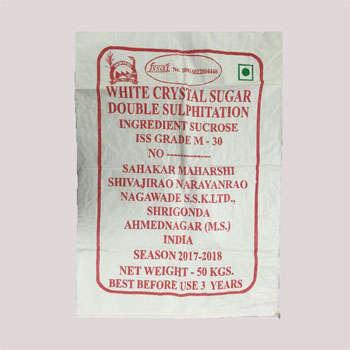 fssai
No.
WHITE CRYSTAL SUGAR
DOUBLE SULPHITATION
INGREDIENT SUCROSE
ISS GRADE M - 30
NO -------------
SAHAKAR MAHARSHI
SHIVAJIRAO NARAYANRAO
NAGAWADE S.S.K.LTD.,
SHRIGONDA
AHMEDNAGAR (M.S.)
INDIA
SEASON 2017-2018
NET WEIGHT - 50 KGS.
BEST BEFORE USE 3 YEARS